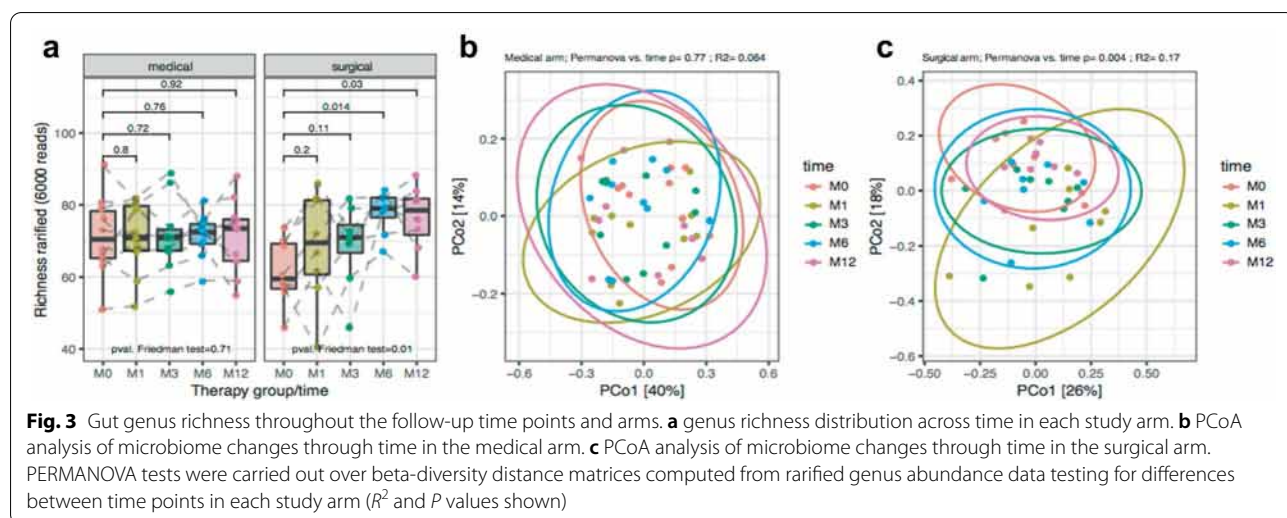 a
medical
surgical
0.92
0.76
0.72
0.8
0.03
0.014
0.11
0.2
Richness rarified (6000 reads)
100
80
60
40
pval. Friedman test=0.71
pval. Friedman test=0.01
M0 M1 M3 M6 M12
M0 M1 M3 M6 M12
Therapy group/time
b
Medical arm; Permanova vs. time p= 0.77 ; R2= 0.064
PCo2 [14%]
0.2
0.0
−0.2
−0.6 −0.3 0.0 0.3 0.6
PCo1 [40%]
time
M0
M1
M3
M6
M12
c
Surgical arm; Permanova vs. time p= 0.004 ; R2= 0.17
PCo2 [18%]
0.4
0.2
0.0
−0.2
−0.4
−0.6
−0.50 −0.25 0.00 0.25 0.50
PCo1 [26%]
time
M0
M1
M3
M6
M12
Fig. 3 Gut genus richness throughout the follow-up time points and arms. a genus richness distribution across time in each study arm. b PCoA
analysis of microbiome changes through time in the medical arm. c PCoA analysis of microbiome changes through time in the surgical arm.
PERMANOVA tests were carried out over beta-diversity distance matrices computed from rarified genus abundance data testing for differences
between time points in each study arm (R² and P values shown)